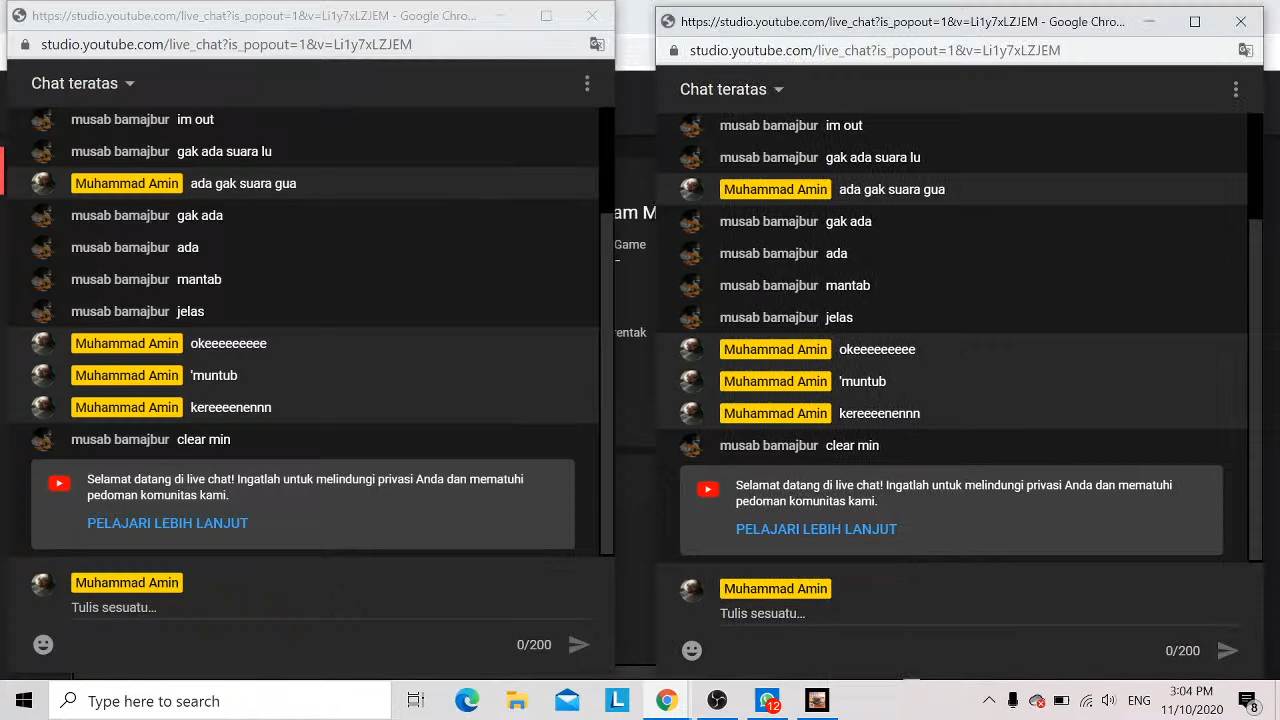 https://studio.youtube.com/live_chat?is_popout=1&v=Li1y7xLZJEM - Google Chro...
studio.youtube.com/live_chat?is_popout=1&v=Li1y7xLZJEM
Chat teratas
musab bamajbur im out
musab bamajbur gak ada suara lu
Muhammad Amin ada gak suara gua
musab bamajbur gak ada
musab bamajbur ada
musab bamajbur mantab
musab bamajbur jelas
Muhammad Amin okeeeeeeeee
Muhammad Amin 'muntub
Muhammad Amin kereeeenennn
musab bamajbur clear min
Selamat datang di live chat! Ingatlah untuk melindungi privasi Anda dan mematuhi
pedoman komunitas kami.
PELAJARI LEBIH LANJUT
Muhammad Amin
Tulis sesuatu...
0/200
am M
Game
rentak
https://studio.youtube.com/live_chat?is_popout=1&v=Li1y7xLZJEM - Google Chro...
studio.youtube.com/live_chat?is_popout=1&v=Li1y7xLZJEM
Chat teratas
musab bamajbur im out
musab bamajbur gak ada suara lu
Muhammad Amin ada gak suara gua
musab bamajbur gak ada
musab bamajbur ada
musab bamajbur mantab
musab bamajbur jelas
Muhammad Amin okeeeeeeeee
Muhammad Amin 'muntub
Muhammad Amin kereeeenennn
musab bamajbur clear min
Selamat datang di live chat! Ingatlah untuk melindungi privasi Anda dan mematuhi
pedoman komunitas kami.
PELAJARI LEBIH LANJUT
Muhammad Amin
Tulis sesuatu...
0/200
Type here to search
L
12
ENG
3:04 PM
11/10/2020
8